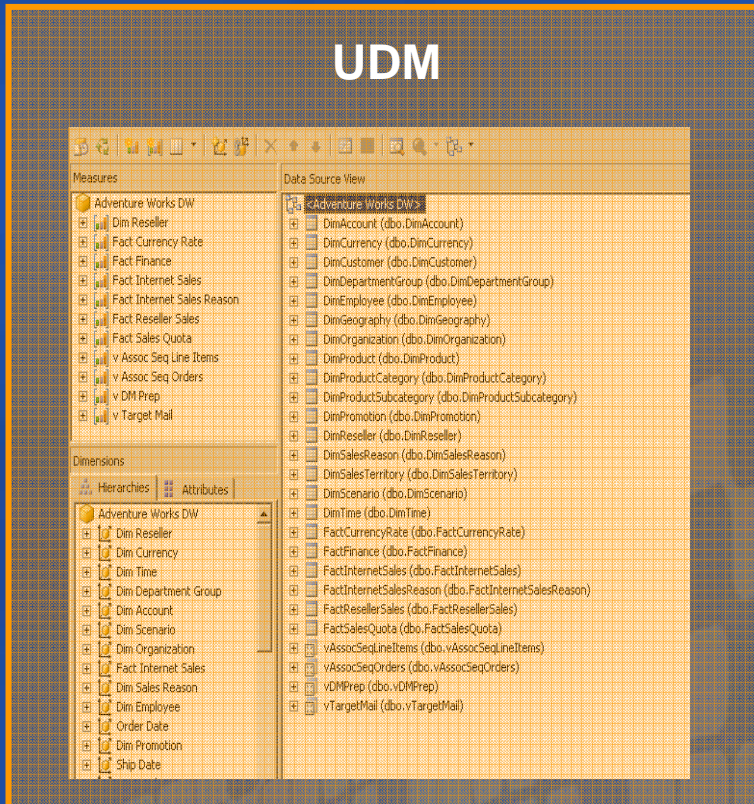 UDM
Measures
Adventure Works DW
Dim Reseller
Fact Currency Rate
Fact Finance
Fact Internet Sales
Fact Internet Sales Reason
Fact Reseller Sales
Fact Sales Quota
v Assoc Seq Line Items
v Assoc Seq Orders
v DM Prep
v Target Mail
Dimensions
Hierarchies
Attributes
Adventure Works DW
Dim Reseller
Dim Currency
Dim Time
Dim Department Group
Dim Account
Dim Scenario
Dim Organization
Fact Internet Sales
Dim Sales Reason
Dim Employee
Order Date
Dim Promotion
Ship Date
Data Source View
<Adventure Works DW>
DimAccount (dbo.DimAccount)
DimCurrency (dbo.DimCurrency)
DimCustomer (dbo.DimCustomer)
DimDepartmentGroup (dbo.DimDepartmentGroup)
DimEmployee (dbo.DimEmployee)
DimGeography (dbo.DimGeography)
DimOrganization (dbo.DimOrganization)
DimProduct (dbo.DimProduct)
DimProductCategory (dbo.DimProductCategory)
DimProductSubcategory (dbo.DimProductSubcategory)
DimPromotion (dbo.DimPromotion)
DimReseller (dbo.DimReseller)
DimSalesReason (dbo.DimSalesReason)
DimSalesTerritory (dbo.DimSalesTerritory)
DimScenario (dbo.DimScenario)
DimTime (dbo.DimTime)
FactCurrencyRate (dbo.FactCurrencyRate)
FactFinance (dbo.FactFinance)
FactInternetSales (dbo.FactInternetSales)
FactInternetSalesReason (dbo.FactInternetSalesReason)
FactResellerSales (dbo.FactResellerSales)
FactSalesQuota (dbo.FactSalesQuota)
vAssocSeqLineItems (dbo.vAssocSeqLineItems)
vAssocSeqOrders (dbo.vAssocSeqOrders)
vDMPrep (dbo.vDMPrep)
vTargetMail (dbo.vTargetMail)